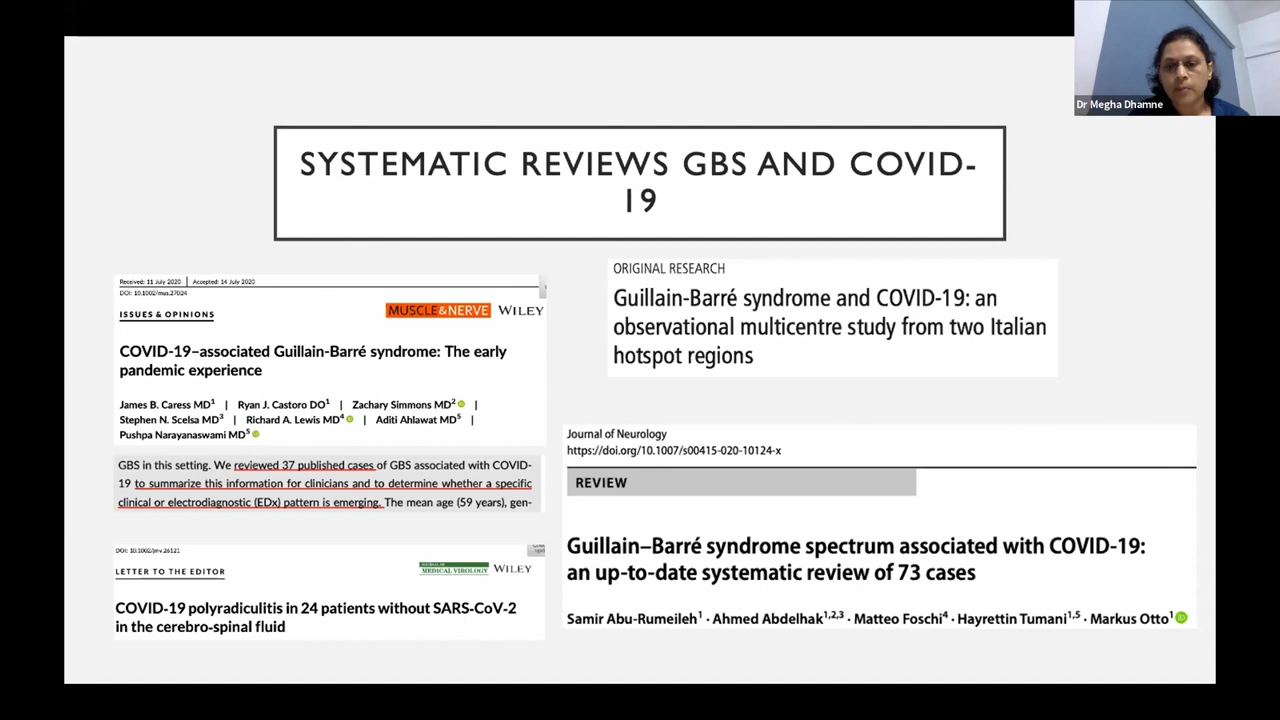 Dr Megha Dhamne
SYSTEMATIC REVIEWS GBS AND COVID-
19
Received: 11 July 2020 | Accepted: 14 July 2020
DOI: 10.1002/mus.27024
ISSUES & OPINIONS
MUSCLE&NERVE WILEY
COVID-19–associated Guillain-Barré syndrome: The early
pandemic experience
James B. Caress MD1 | Ryan J. Castoro DO1 | Zachary Simmons MD2 |
Stephen N. Scelsa MD3 | Richard A. Lewis MD4 | Aditi Ahlawat MD5 |
Pushpa Narayanaswami MD5
GBS in this setting. We reviewed 37 published cases of GBS associated with COVID-
19 to summarize this information for clinicians and to determine whether a specific
clinical or electrodiagnostic (EDx) pattern is emerging. The mean age (59 years), gen-
DOI: 10.1002/jmv.26121
LETTER TO THE EDITOR
JOURNAL OF
MEDICAL VIROLOGY WILEY
COVID-19 polyradiculitis in 24 patients without SARS-CoV-2
in the cerebro-spinal fluid
ORIGINAL RESEARCH
Guillain-Barré syndrome and COVID-19: an
observational multicentre study from two Italian
hotspot regions
Journal of Neurology
https://doi.org/10.1007/s00415-020-10124-x
REVIEW
Guillain–Barré syndrome spectrum associated with COVID-19:
an up-to-date systematic review of 73 cases
Samir Abu-Rumeileh1 · Ahmed Abdelhak1,2,3 · Matteo Foschi4 · Hayrettin Tumani1,5 · Markus Otto1